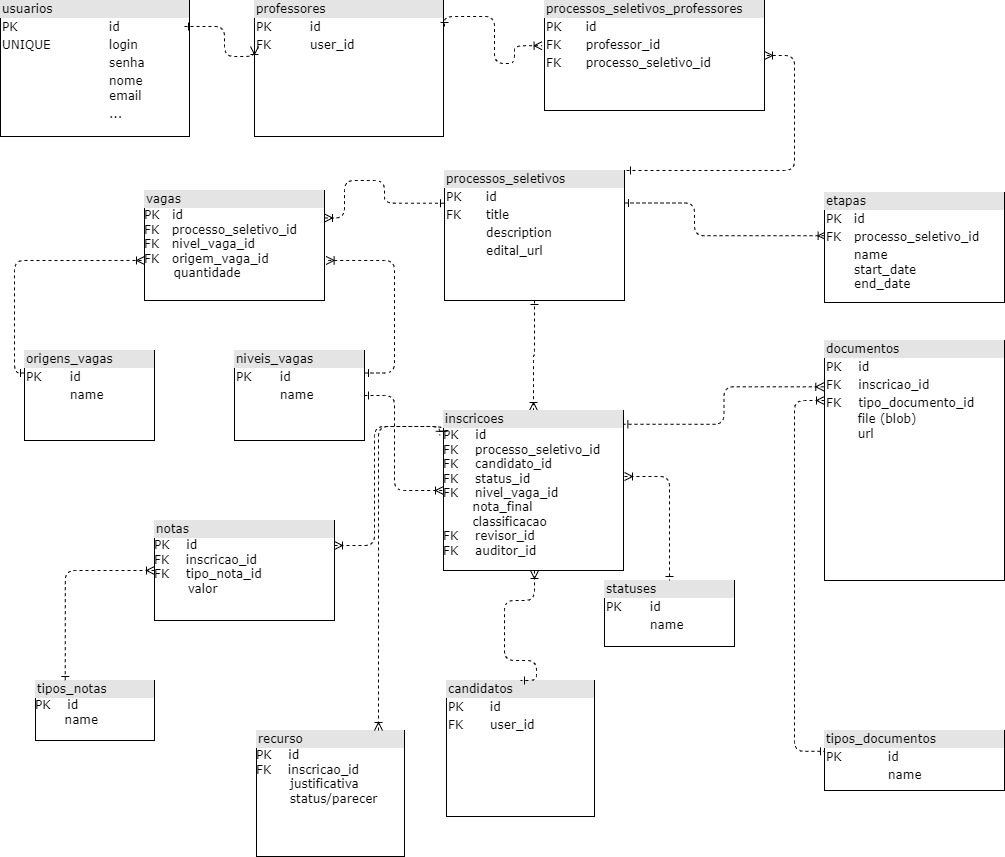 usuarios
PK id
UNIQUE login
senha
nome
email
...
professores
PK id
FK user_id
processos_seletivos_professores
PK id
FK professor_id
FK processo_seletivo_id
vagas
PK id
FK processo_seletivo_id
FK nivel_vaga_id
FK origem_vaga_id
quantidade
processos_seletivos
PK id
FK title
description
edital_url
etapas
PK id
FK processo_seletivo_id
name
start_date
end_date
origens_vagas
PK id
name
niveis_vagas
PK id
name
documentos
PK id
FK inscricao_id
FK tipo_documento_id
file (blob)
url
inscricoes
PK id
FK processo_seletivo_id
FK candidato_id
FK status_id
FK nivel_vaga_id
nota_final
classificacao
FK revisor_id
FK auditor_id
notas
PK id
FK inscricao_id
FK tipo_nota_id
valor
statuses
PK id
name
tipos_notas
PK id
name
candidatos
PK id
FK user_id
recurso
PK id
FK inscricao_id
justificativa
status/parecer
tipos_documentos
PK id
name